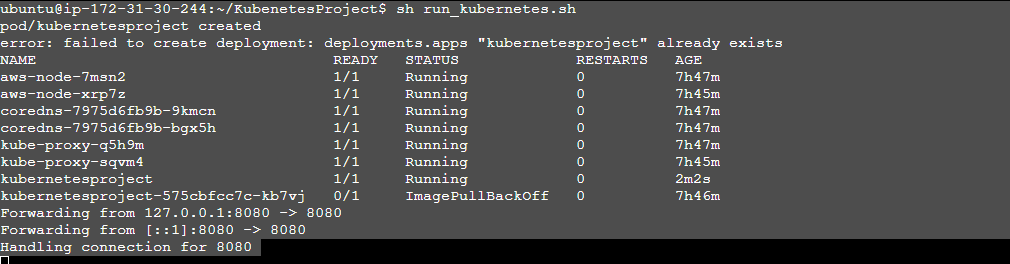 ubuntu@ip-172-31-30-244:~/KubenetesProject$ sh run_kubernetes.sh
pod/kubernetesproject created
error: failed to create deployment: deployments.apps "kubernetesproject" already exists
NAME READY STATUS RESTARTS AGE
aws-node-7msn2 1/1 Running 0 7h47m
aws-node-xrp7z 1/1 Running 0 7h45m
coredns-7975d6fb9b-9kmcn 1/1 Running 0 7h47m
coredns-7975d6fb9b-bgx5h 1/1 Running 0 7h47m
kube-proxy-q5h9m 1/1 Running 0 7h47m
kube-proxy-sqvm4 1/1 Running 0 7h45m
kubernetesproject 1/1 Running 0 2m2s
kubernetesproject-575cbfcc7c-kb7vj 0/1 ImagePullBackOff 0 7h46m
Forwarding from 127.0.0.1:8080 -> 8080
Forwarding from [::1]:8080 -> 8080
Handling connection for 8080